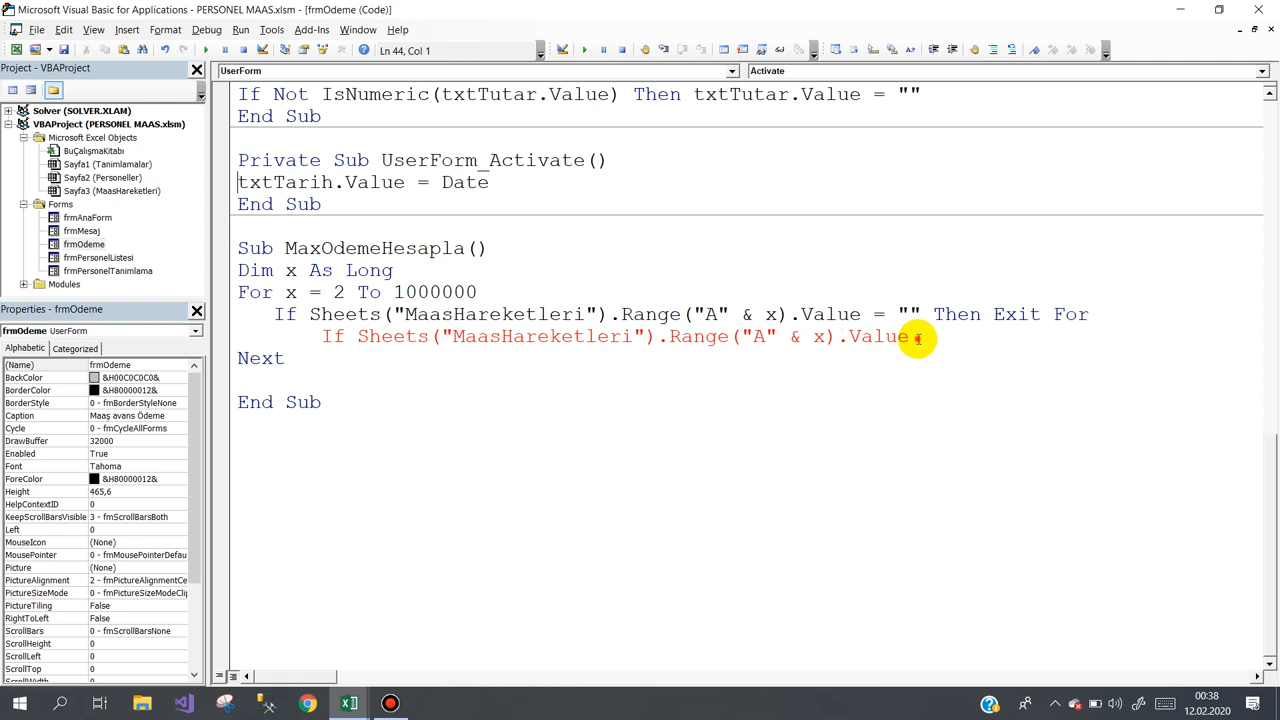 Microsoft Visual Basic for Applications - PERSONEL MAAS.xlsm - [frmOdeme (Code)]
File Edit View Insert Format Debug Run Tools Add-Ins Window Help
Ln 44, Col 1
Project - VBAProject
Solver (SOLVER.XLAM)
VBAProject (PERSONEL MAAS.xlsm)
Microsoft Excel Objects
BuÇalışmaKitabı
Sayfa1 (Tanimlamalar)
Sayfa2 (Personeller)
Sayfa3 (MaasHareketleri)
Forms
frmAnaForm
frmMesaj
frmOdeme
frmPersonelListesi
frmPersonelTanimlama
Modules
Properties - frmOdeme
frmOdeme UserForm
Alphabetic Categorized
(Name) frmOdeme
BackColor &H00C0C0C0&
BorderColor &H80000012&
BorderStyle 0 - fmBorderStyleNone
Caption Maaş avans Ödeme
Cycle 0 - fmCycleAllForms
DrawBuffer 32000
Enabled True
Font Tahoma
ForeColor &H80000012&
Height 465,6
HelpContextID 0
KeepScrollBarsVisible 3 - fmScrollBarsBoth
Left 0
MouseIcon (None)
MousePointer 0 - fmMousePointerDefau
Picture (None)
PictureAlignment 2 - fmPictureAlignmentCe
PictureSizeMode 0 - fmPictureSizeModeClip
PictureTiling False
RightToLeft False
ScrollBars 0 - fmScrollBarsNone
ScrollHeight 0
ScrollLeft 0
ScrollTop 0
ScrollWidth 0
UserForm Activate
If Not IsNumeric(txtTutar.Value) Then txtTutar.Value = ""
End Sub
Private Sub UserForm_Activate()
txtTarih.Value = Date
End Sub
Sub MaxOdemeHesapla()
Dim x As Long
For x = 2 To 1000000
If Sheets("MaasHareketleri").Range("A" & x).Value = "" Then Exit For
If Sheets("MaasHareketleri").Range("A" & x).Value
Next
End Sub
00:38
12.02.2020